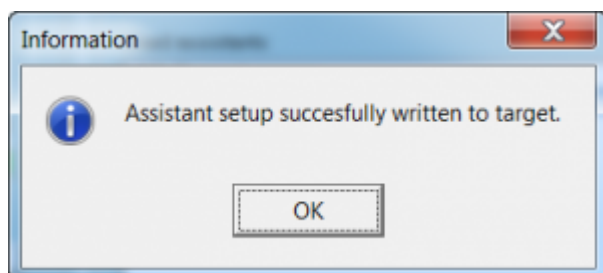 Information
Assistant setup succesfully written to target.
OK